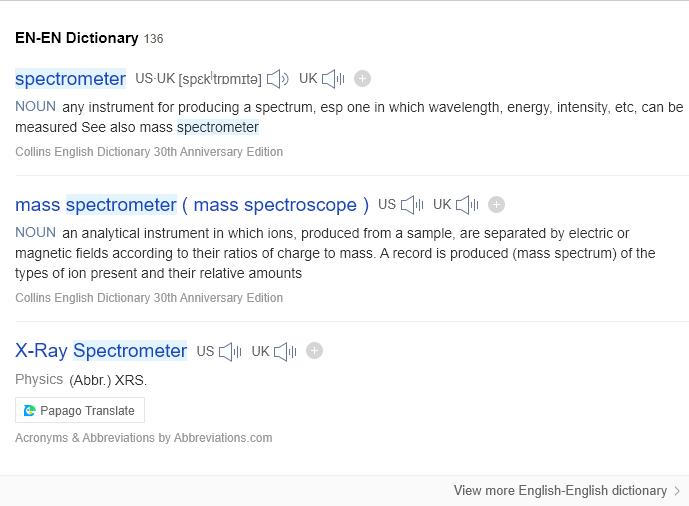 EN-EN Dictionary 136
spectrometer US·UK [spɛkˈtrɒmɪtə] UK
NOUN any instrument for producing a spectrum, esp one in which wavelength, energy, intensity, etc, can be
measured See also mass spectrometer
Collins English Dictionary 30th Anniversary Edition
mass spectrometer ( mass spectroscope ) US UK
NOUN an analytical instrument in which ions, produced from a sample, are separated by electric or
magnetic fields according to their ratios of charge to mass. A record is produced (mass spectrum) of the
types of ion present and their relative amounts
Collins English Dictionary 30th Anniversary Edition
X-Ray Spectrometer US UK
Physics (Abbr.) XRS.
Papago Translate
Acronyms & Abbreviations by Abbreviations.com
View more English-English dictionary